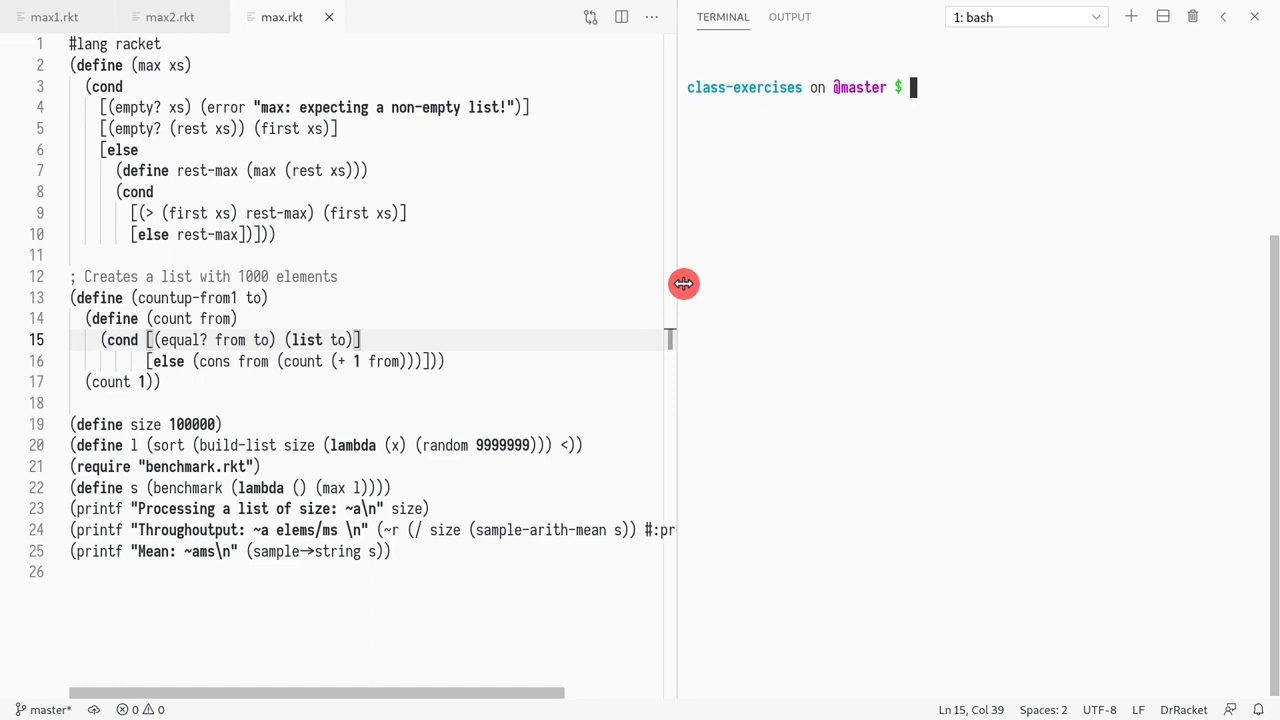 max1.rkt max2.rkt max.rkt
TERMINAL OUTPUT 1: bash
1 #lang racket
2 (define (max xs)
3 (cond
4 [(empty? xs) (error "max: expecting a non-empty list!")]
5 [(empty? (rest xs)) (first xs)]
6 [else
7 (define rest-max (max (rest xs)))
8 (cond
9 [(> (first xs) rest-max) (first xs)]
10 [else rest-max])]))
11
12 ; Creates a list with 1000 elements
13 (define (countup-from1 to)
14 (define (count from)
15 (cond [(equal? from to) (list to)]
16 [else (cons from (count (+ 1 from)))]))
17 (count 1))
18
19 (define size 100000)
20 (define l (sort (build-list size (lambda (x) (random 9999999))) <))
21 (require "benchmark.rkt")
22 (define s (benchmark (lambda () (max l))))
23 (printf "Processing a list of size: ~a\n" size)
24 (printf "Throughoutput: ~a elems/ms \n" (~r (/ size (sample-arith-mean s)) #:pr
25 (printf "Mean: ~ams\n" (sample→string s))
26
class-exercises on @master $
master* 0 0 Ln 15, Col 39 Spaces: 2 UTF-8 LF DrRacket